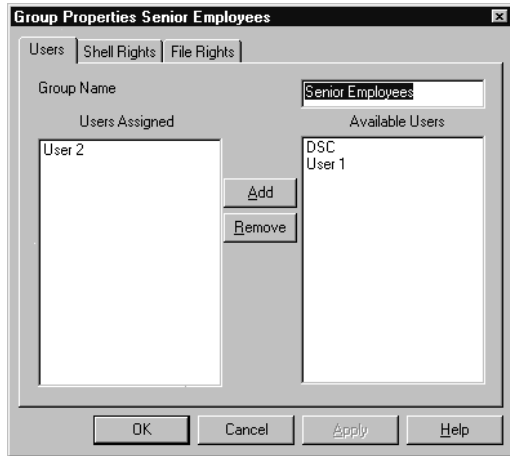 Group Properties Senior Employees
Users Shell Rights File Rights
Group Name Senior Employees
Users Assigned Available Users
User 2
DSC
User 1
Add
Remove
OK Cancel Apply Help